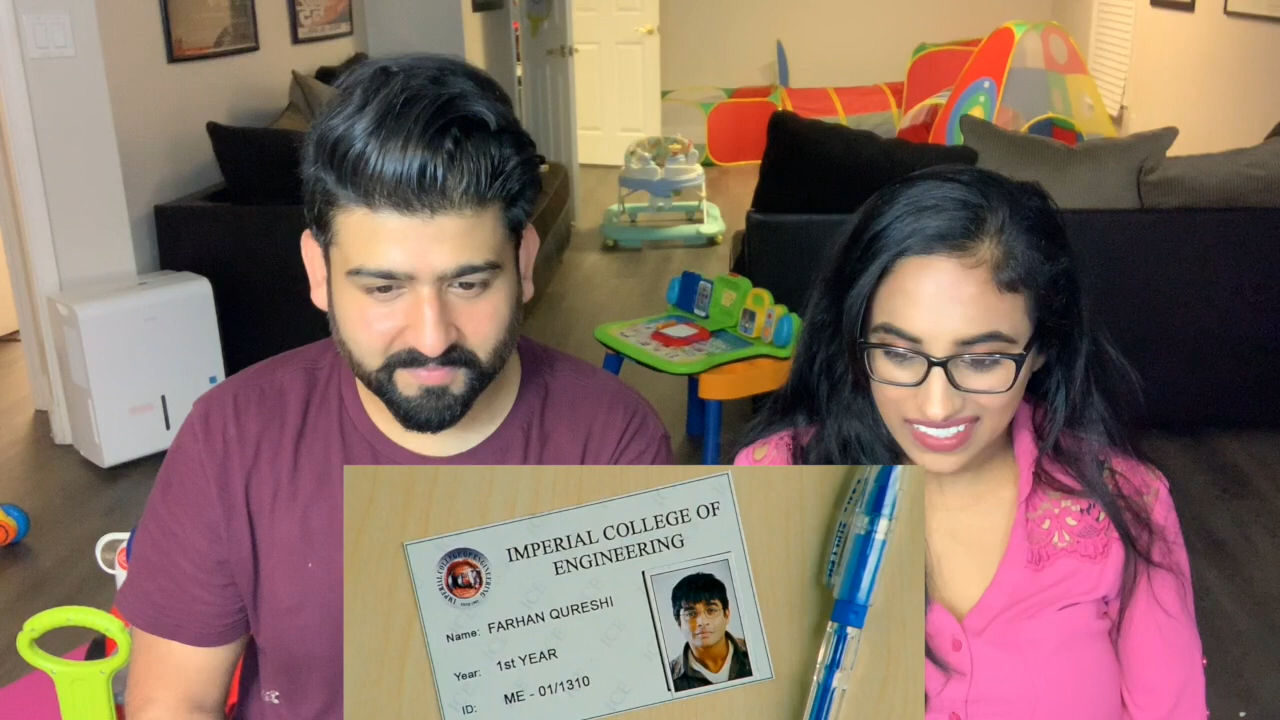 IMPERIAL COLLEGE OF
ENGINEERING
Name: FARHAN QURESHI
Year: 1st YEAR
ID: ME - 01/1310